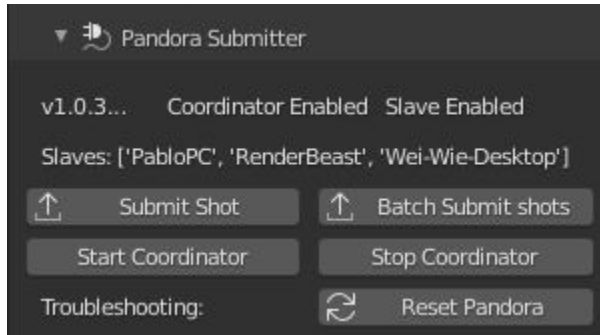 Pandora Submitter
v1.0.3... Coordinator Enabled Slave Enabled
Slaves: ['PabloPC', 'RenderBeast', 'Wei-Wie-Desktop']
Submit Shot Batch Submit shots
Start Coordinator Stop Coordinator
Troubleshooting: Reset Pandora